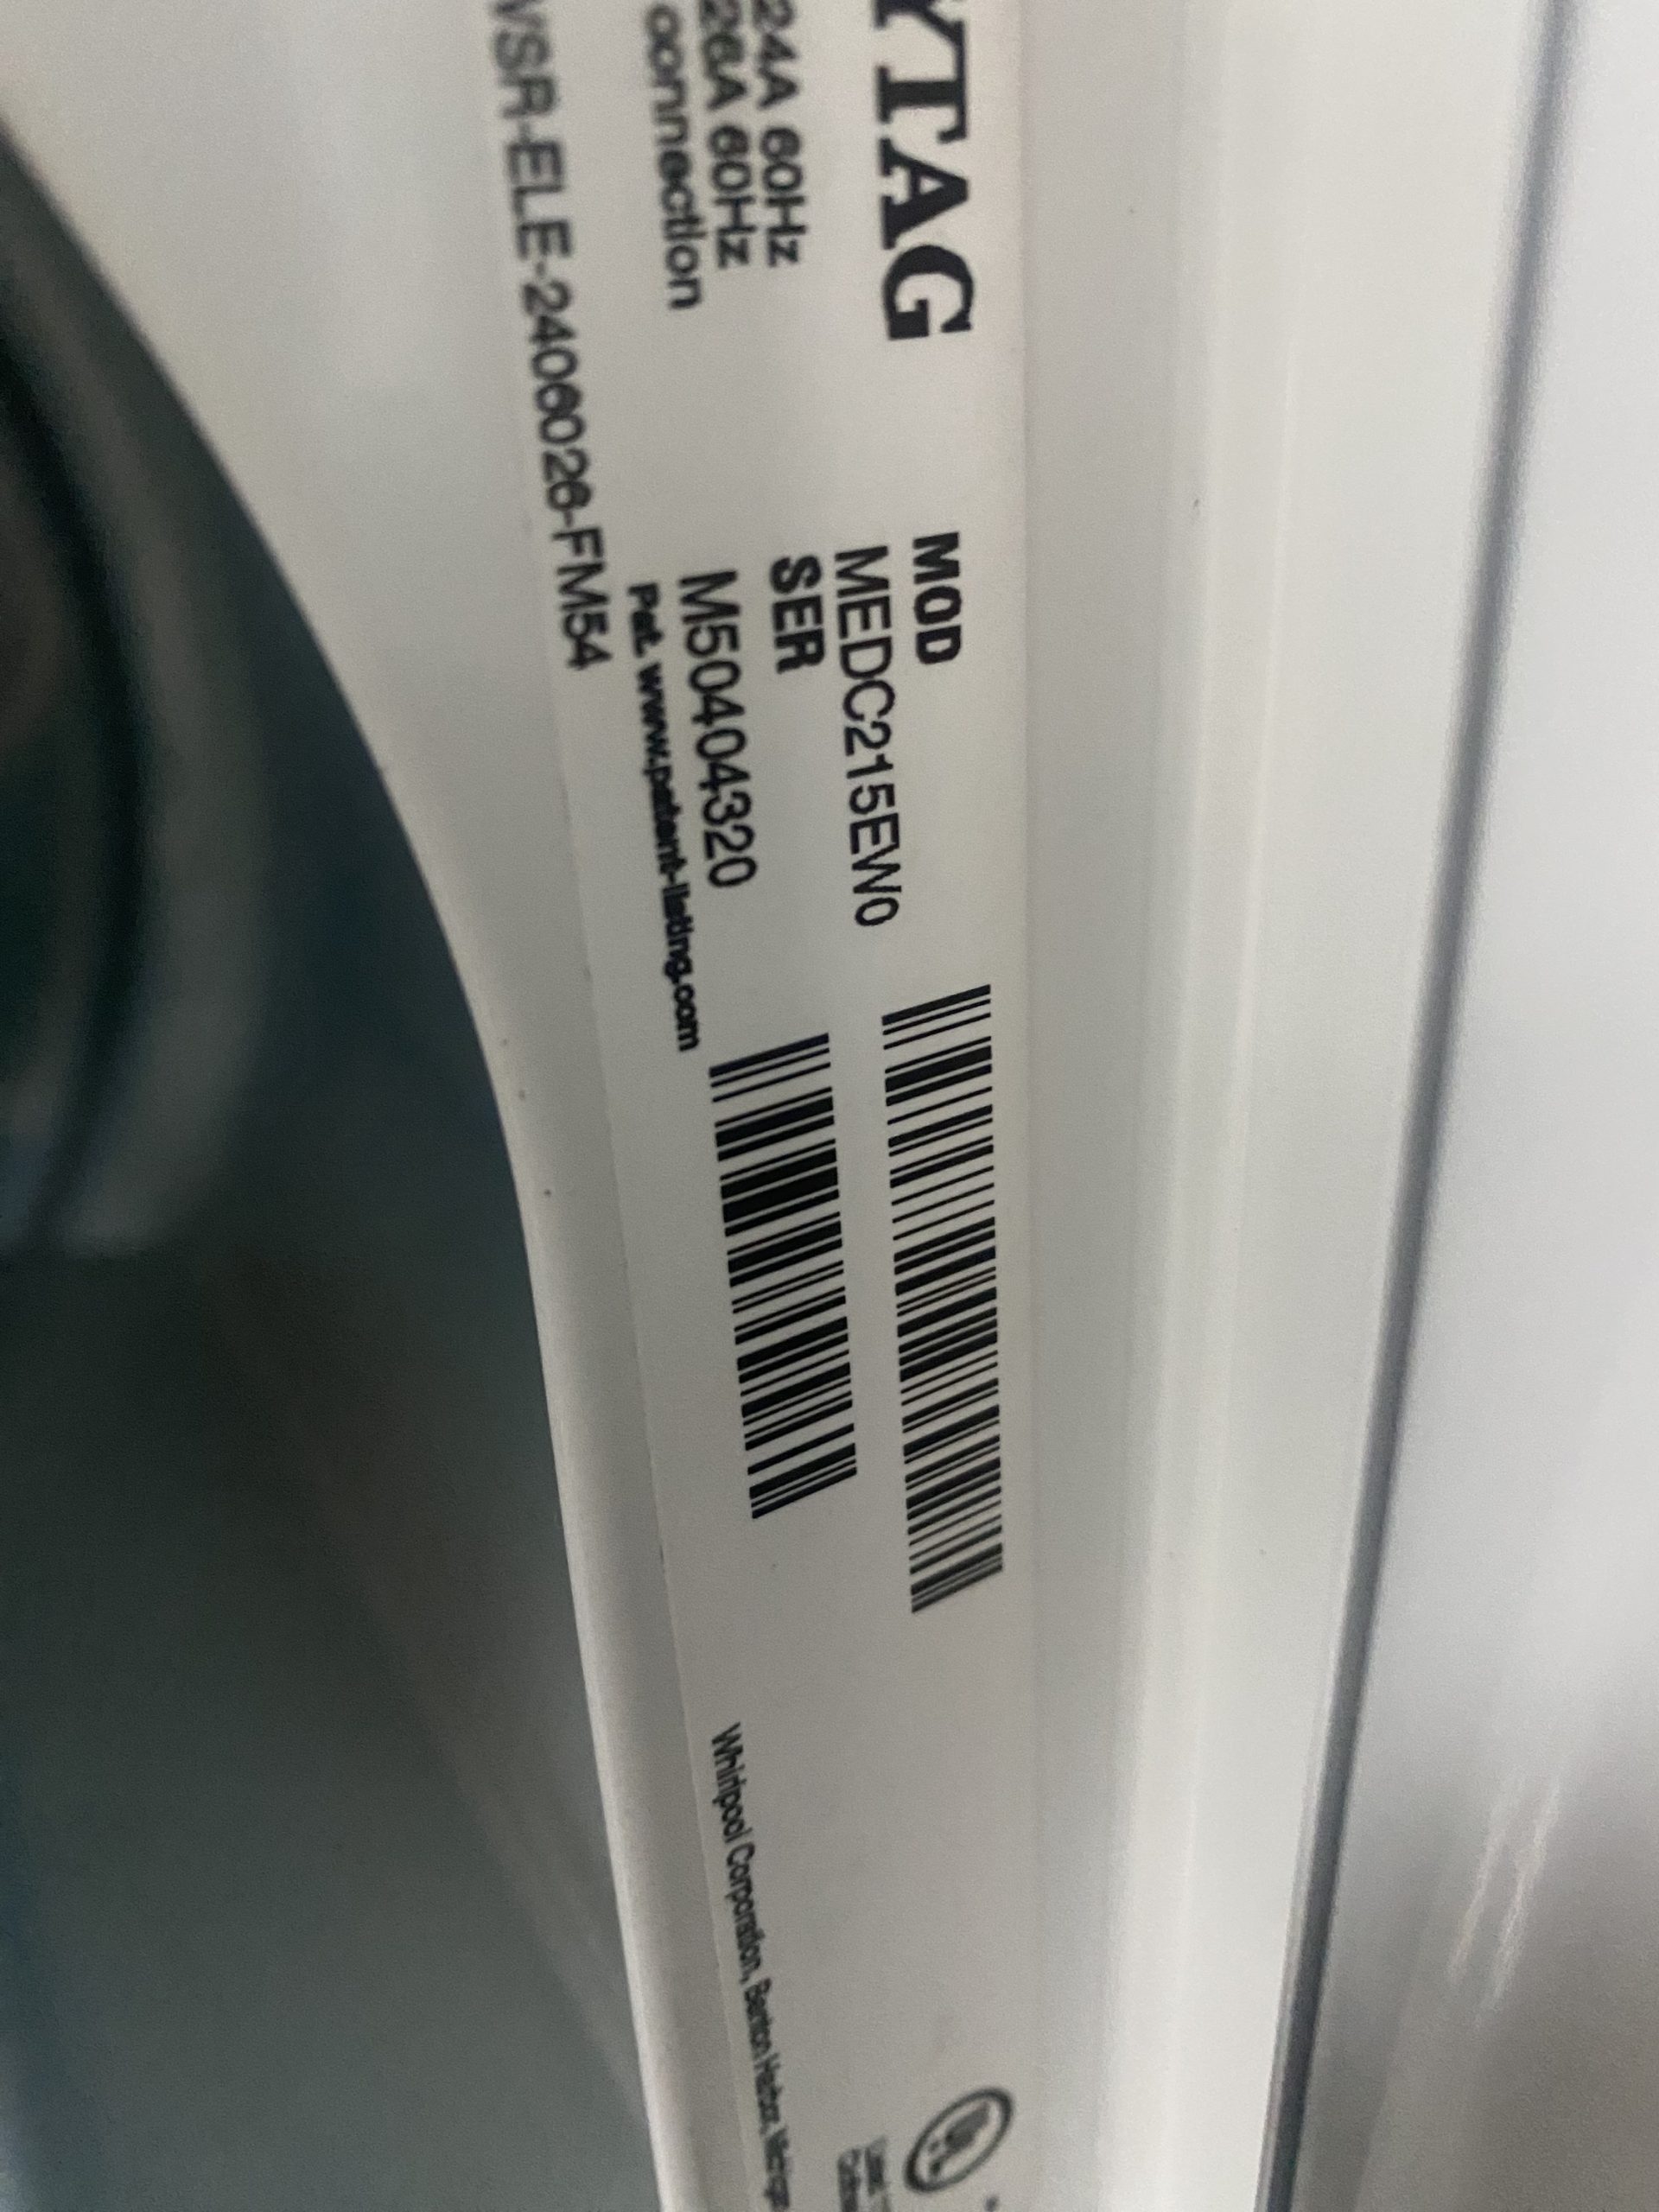 YTAG
24A 60Hz
26A 60Hz
connection
VSR-ELE-2406026-FM54
MOD
MEDC215EW0
SER
M50404320
Pat. www.patent-listing.com
Whirlpool Corporation, Benton Harbor, Michigan